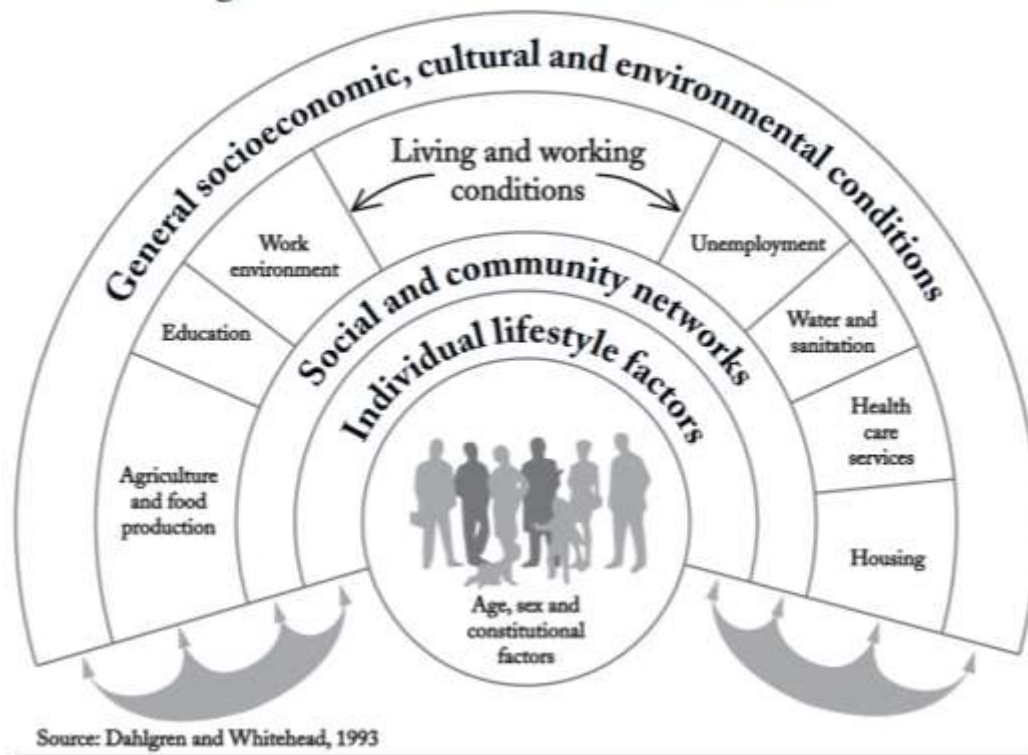 General socioeconomic, cultural and environmental conditions
Living and working
conditions
Work
environment
Unemployment
Education
Water and
sanitation
Agriculture
and food
production
Health
care
services
Housing
Social and community networks
Individual lifestyle factors
Age, sex and
constitutional
factors
Source: Dahlgren and Whitehead, 1993